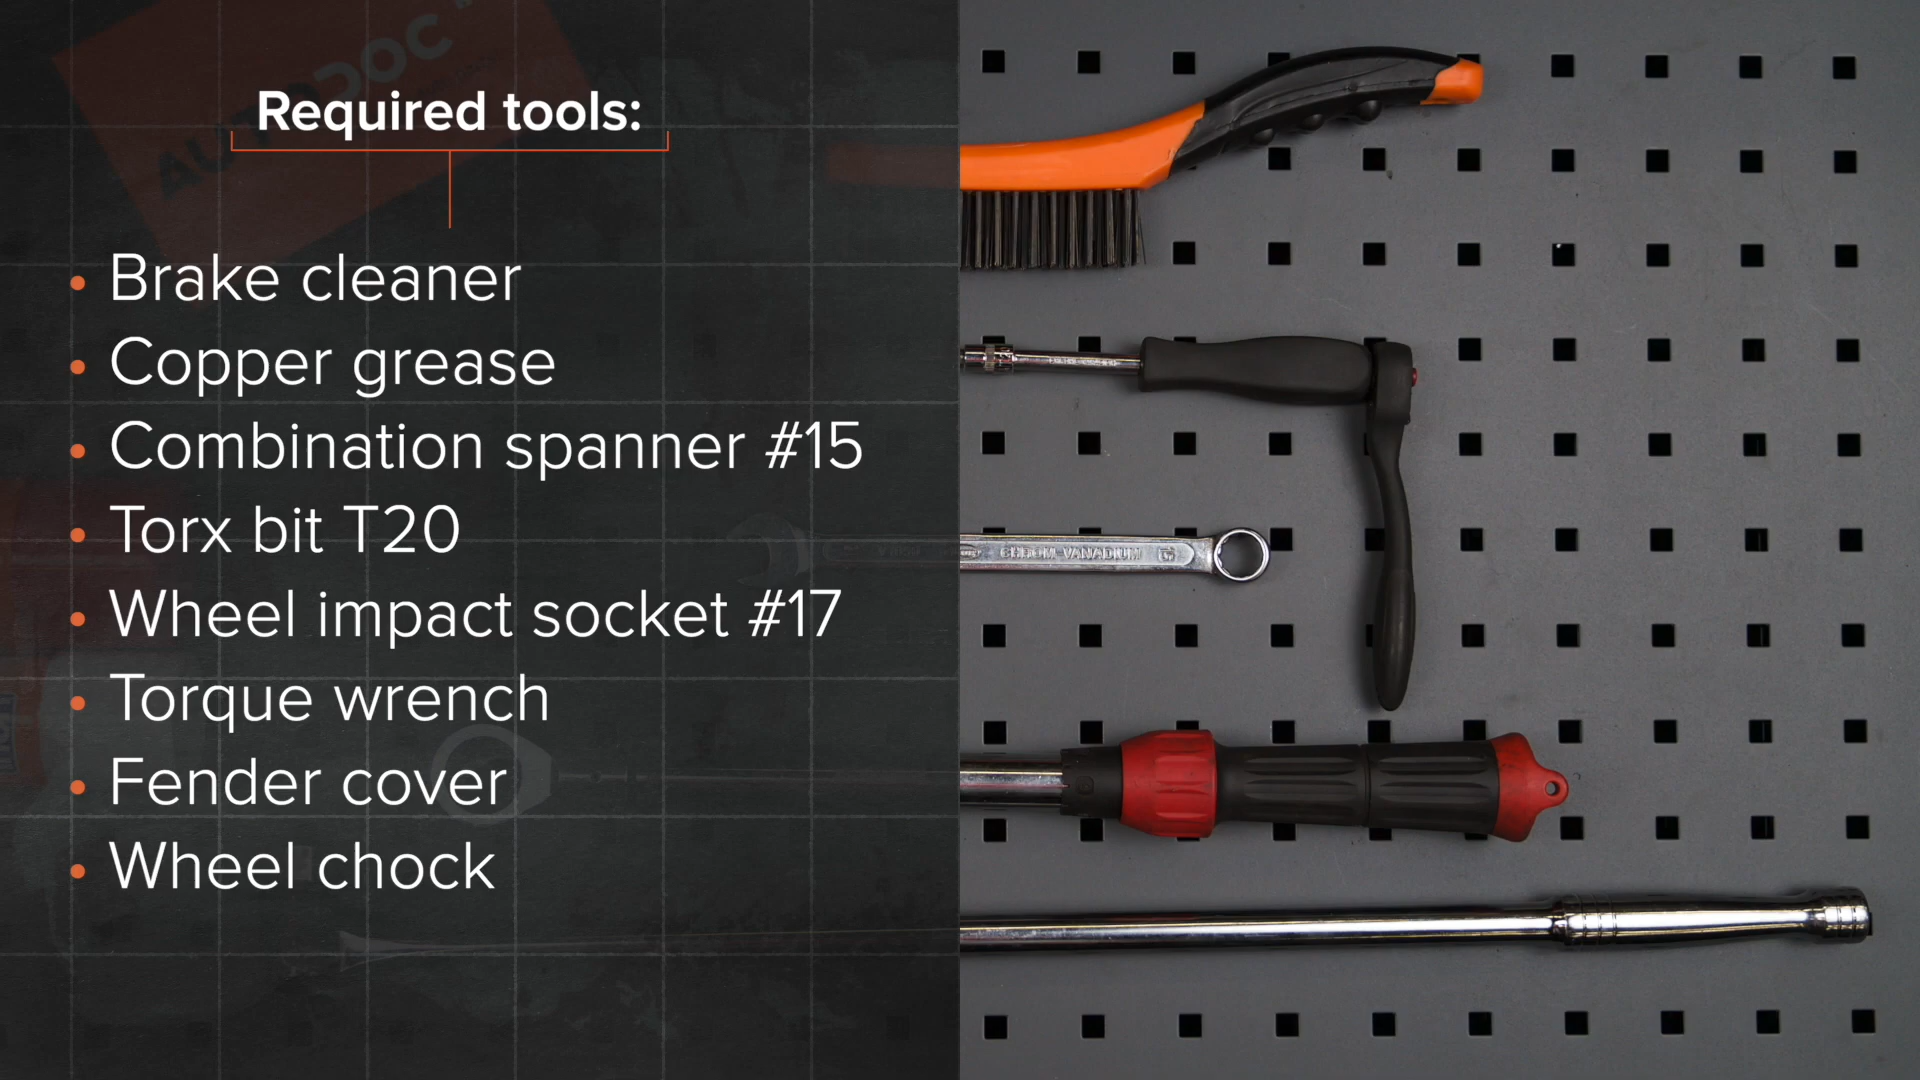 AUTODOC
Required tools:
• Brake cleaner
• Copper grease
• Combination spanner #15
• Torx bit T20
• Wheel impact socket #17
• Torque wrench
• Fender cover
• Wheel chock
CHROM-VANADIUM